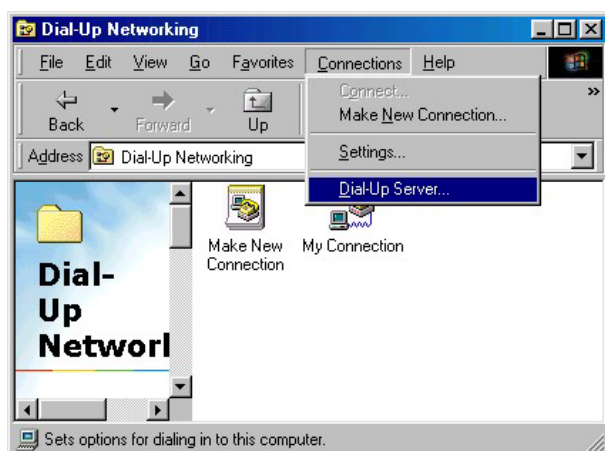 Dial-Up Networking
File Edit View Go Favorites Connections Help
Back Forward Up
Connect...
Make New Connection...
Settings...
Dial-Up Server...
Address Dial-Up Networking
Dial-
Up
Networl
Make New
Connection
My Connection
Sets options for dialing in to this computer.